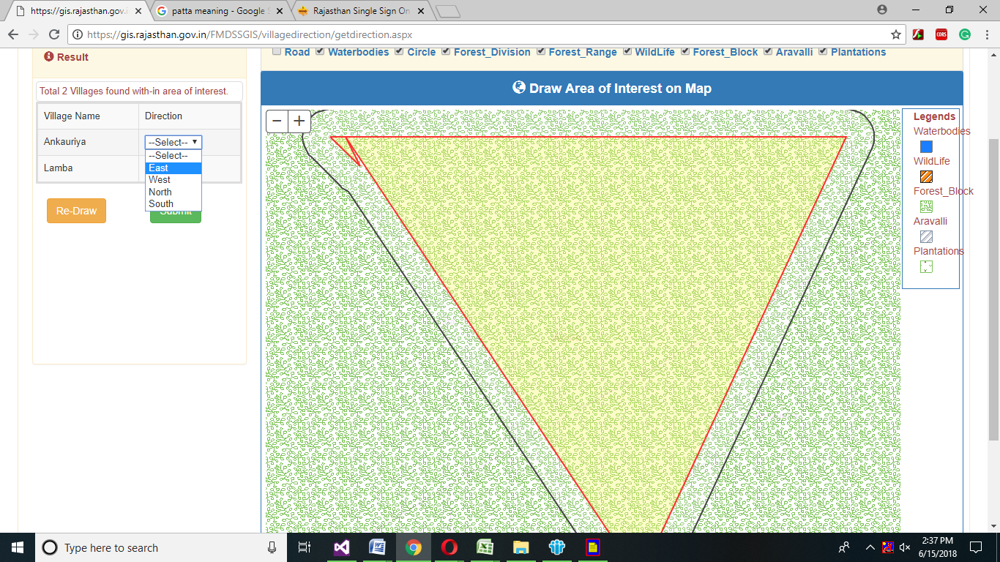 https://gis.rajasthan.gov.i
patta meaning - Google S
Rajasthan Single Sign On
https://gis.rajasthan.gov.in/FMDSSGIS/villagedirection/getdirection.aspx
CORS
Result
Road Waterbodies Circle Forest_Division Forest_Range WildLife Forest_Block Aravalli Plantations
Total 2 Villages found with-in area of interest.
Draw Area of Interest on Map
Village Name Direction
Ankauriya --Select--
--Select--
Lamba East
West
North
South
Re-Draw Submit
− +
Legends
Waterbodies
WildLife
Forest_Block
Aravalli
Plantations
Type here to search
2:37 PM
6/15/2018